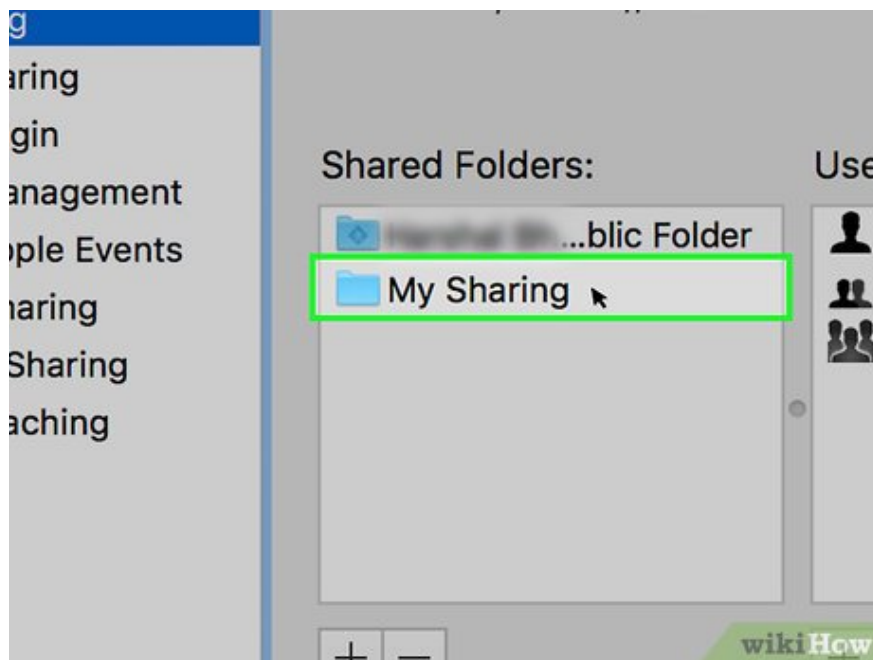 g
aring
gin
anagement
ple Events
aring
Sharing
aching
Shared Folders:
Use
...blic Folder
My Sharing
wikiHow